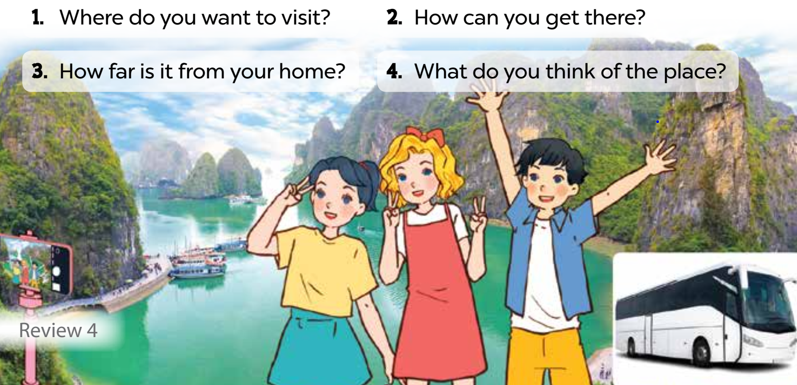 1. Where do you want to visit?
2. How can you get there?
3. How far is it from your home?
4. What do you think of the place?
Review 4